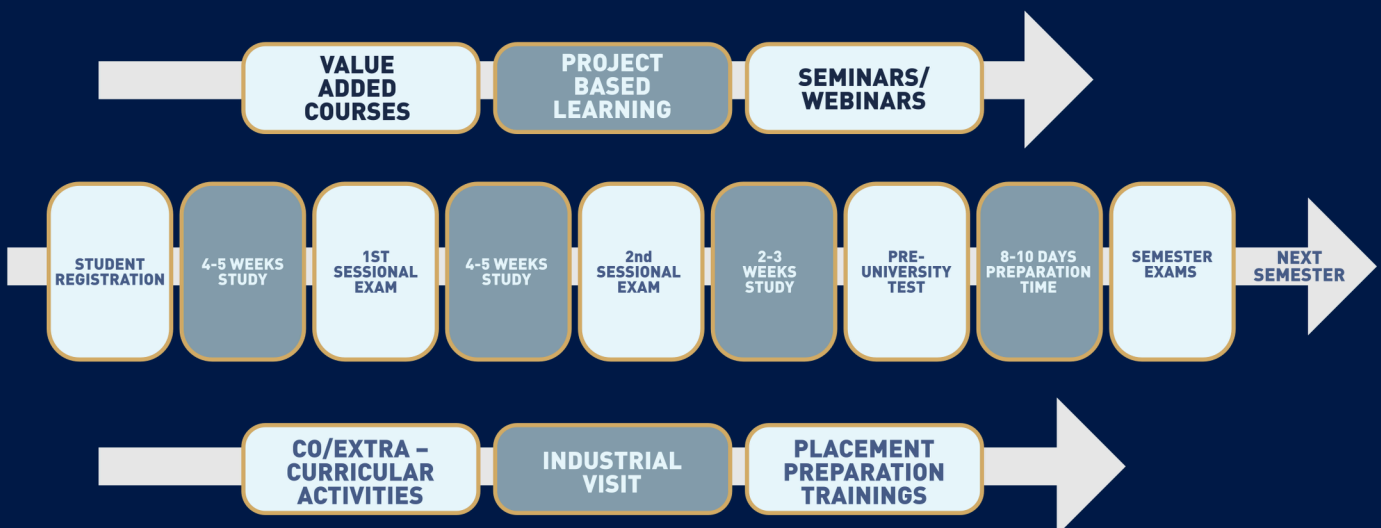 VALUE
ADDED
COURSES
PROJECT
BASED
LEARNING
SEMINARS/
WEBINARS
STUDENT
REGISTRATION
4-5 WEEKS
STUDY
1ST
SESSIONAL
EXAM
4-5 WEEKS
STUDY
2nd
SESSIONAL
EXAM
2-3
WEEKS
STUDY
PRE-
UNIVERSITY
TEST
8-10 DAYS
PREPARATION
TIME
SEMESTER
EXAMS
NEXT
SEMESTER
CO/EXTRA –
CURRICULAR
ACTIVITIES
INDUSTRIAL
VISIT
PLACEMENT
PREPARATION
TRAININGS